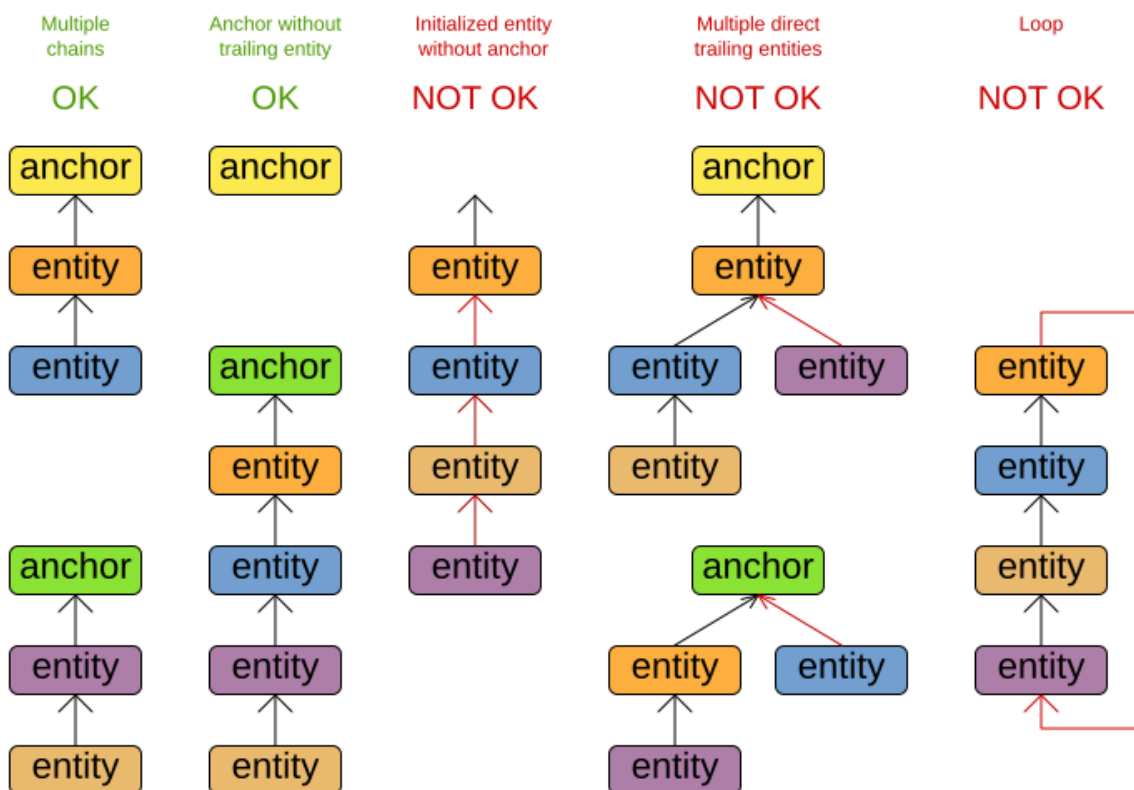 Multiple
chains
OK
anchor
entity
entity
anchor
entity
entity
Anchor without
trailing entity
OK
anchor
anchor
entity
entity
entity
entity
Initialized entity
without anchor
NOT OK
entity
entity
entity
entity
Multiple direct
trailing entities
NOT OK
anchor
entity
entity
entity
entity
anchor
entity
entity
entity
Loop
NOT OK
entity
entity
entity
entity